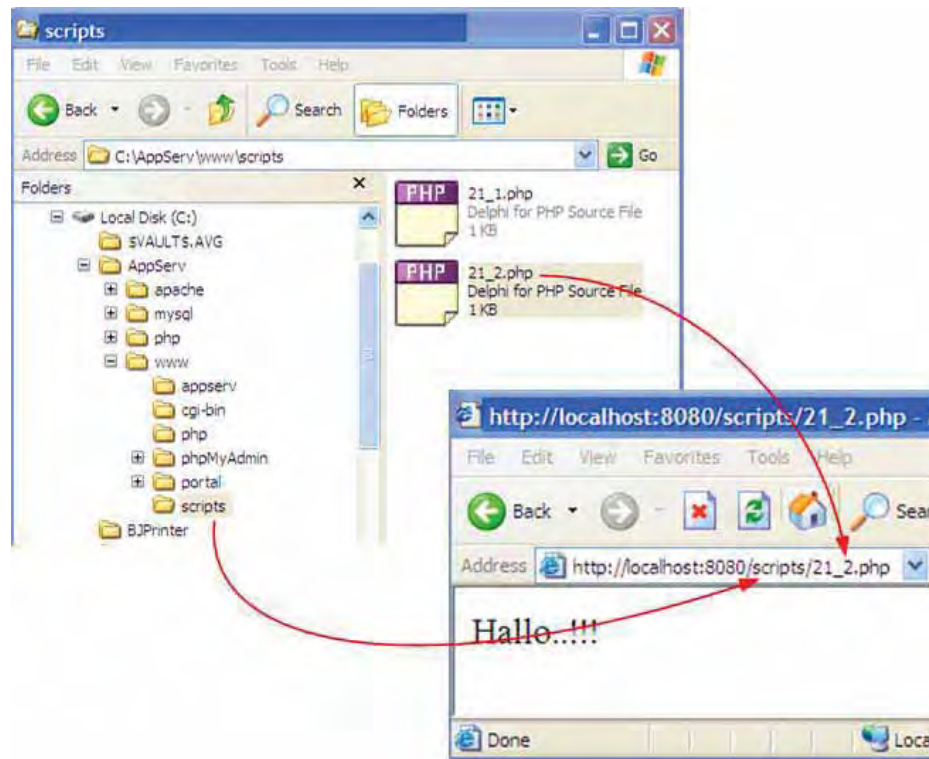 scripts
File Edit View Favorites Tools Help
Back Search Folders
Address C:\AppServ\www\scripts Go
Folders x
Local Disk (C:)
$VAULT$.AVG
AppServ
apache
mysql
php
www
appserv
cgi-bin
php
phpMyAdmin
portal
scripts
BJPrinter
PHP
21_1.php
Delphi for PHP Source File
1 KB
PHP
21_2.php
Delphi for PHP Source File
1 KB
http://localhost:8080/scripts/21_2.php -
File Edit View Favorites Tools Help
Back Sear
Address http://localhost:8080/scripts/21_2.php
Hallo..!!!
Done Loca